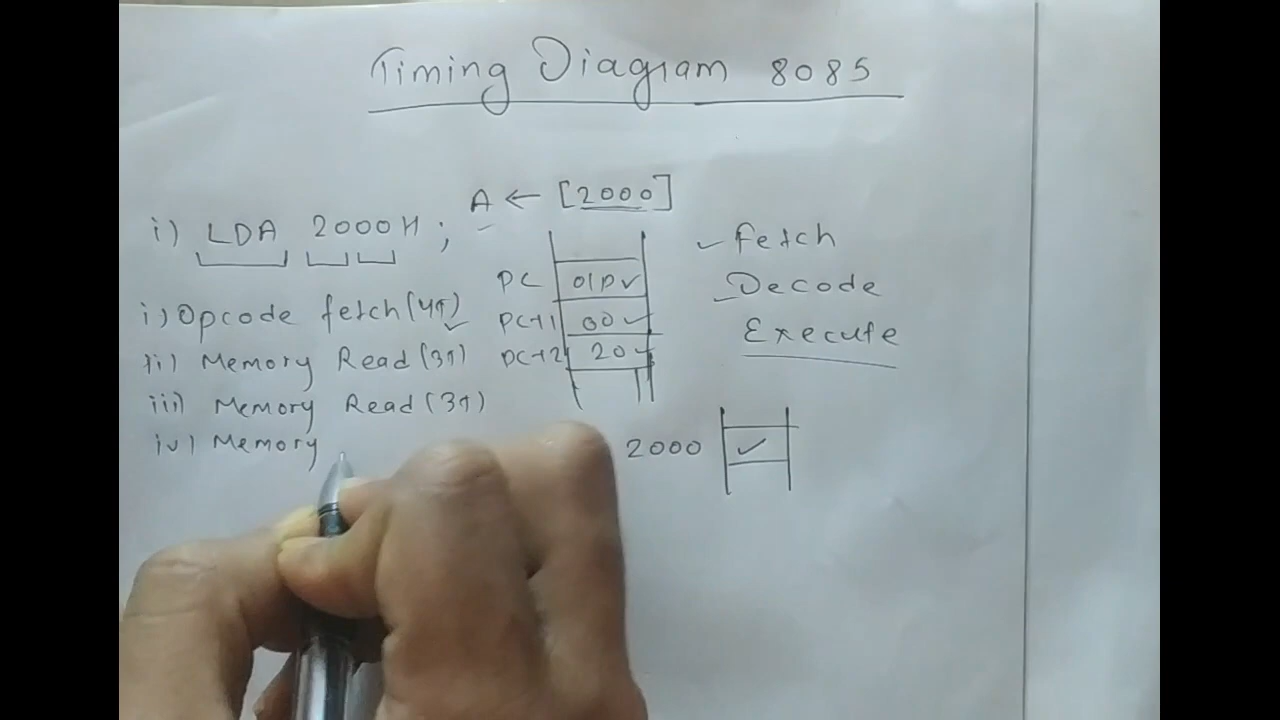 Timing Diagram 8085
A ← [2000]
i) LDA 2000H ;
PC O/P ✓
PC+1 00 ✓
PC+2 20 ✓
✓ Fetch
Decode
Execute
i) Opcode fetch (4T) ✓
ii) Memory Read (3T)
iii) Memory Read (3T)
iv) Memory
2000 ✓